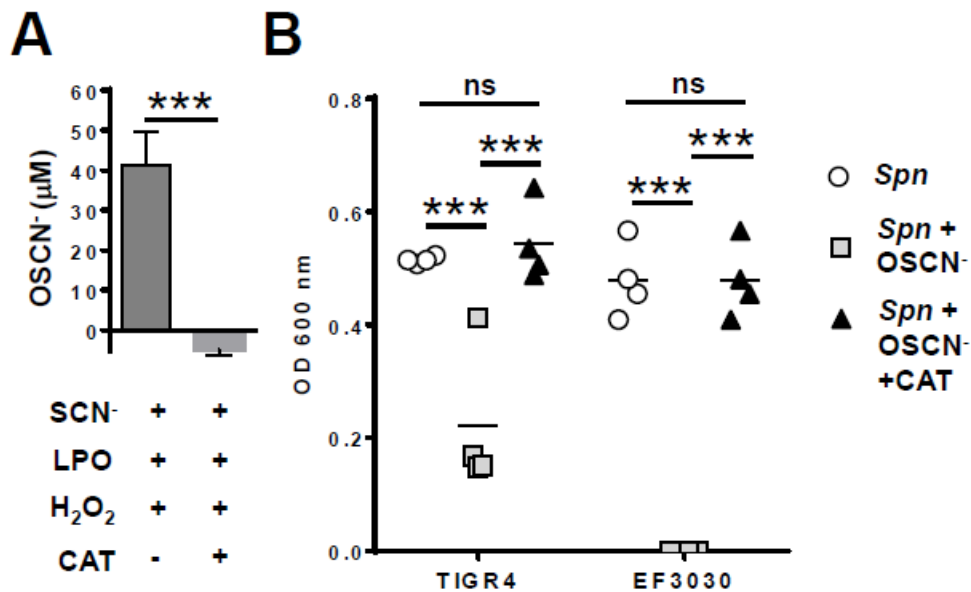 A
60
50
40
30
20
10
0
OSCN⁻ (μM)
***
SCN⁻ + +
LPO + +
H₂O₂ + +
CAT - +
B
0.8
0.6
0.4
0.2
0.0
OD 600 nm
ns
***
***
ns
***
***
TIGR4
EF3030
Spn
Spn +
OSCN⁻
Spn +
OSCN⁻
+CAT